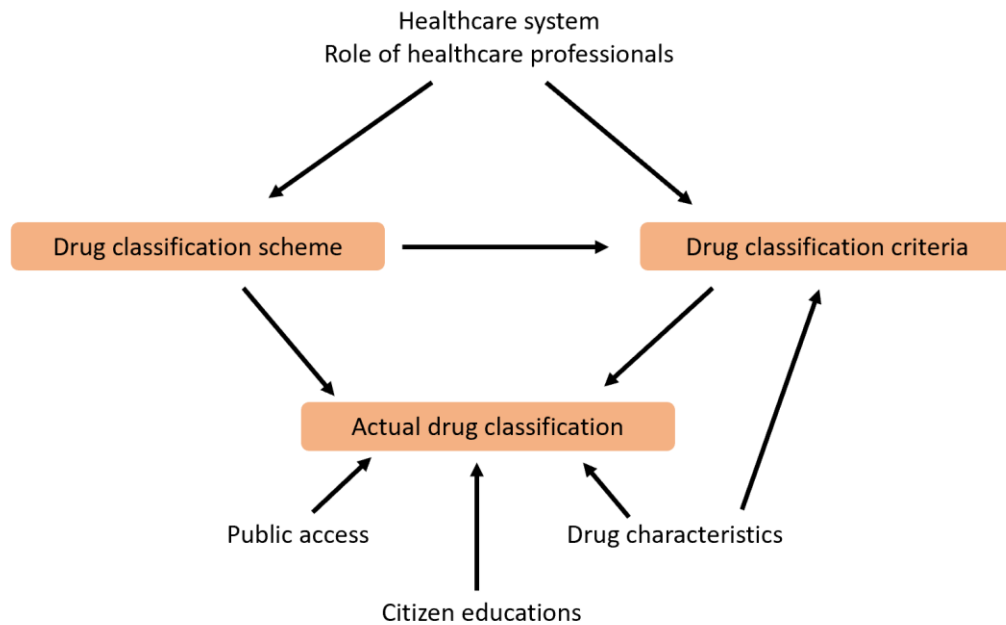 Healthcare system
Role of healthcare professionals
Drug classification scheme
Drug classification criteria
Actual drug classification
Public access
Drug characteristics
Citizen educations